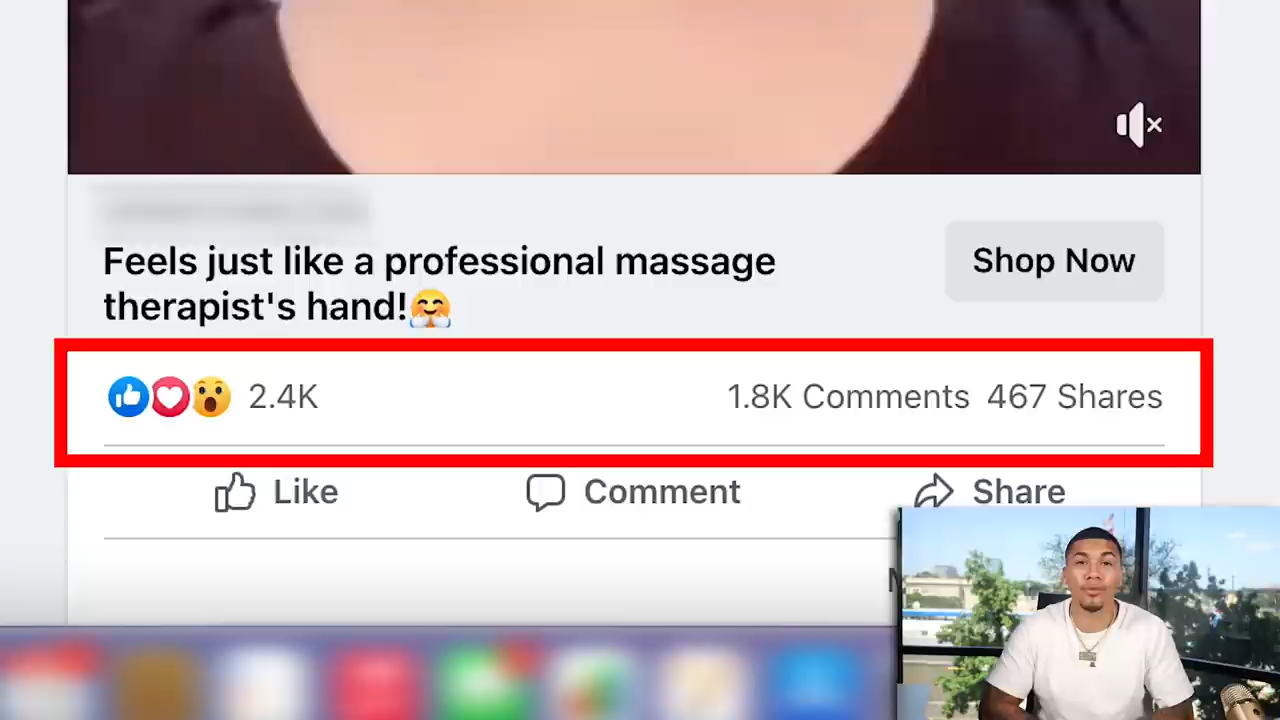 Feels just like a professional massage
therapist's hand!🤗
Shop Now
2.4K
1.8K Comments 467 Shares
Like
Comment
Share